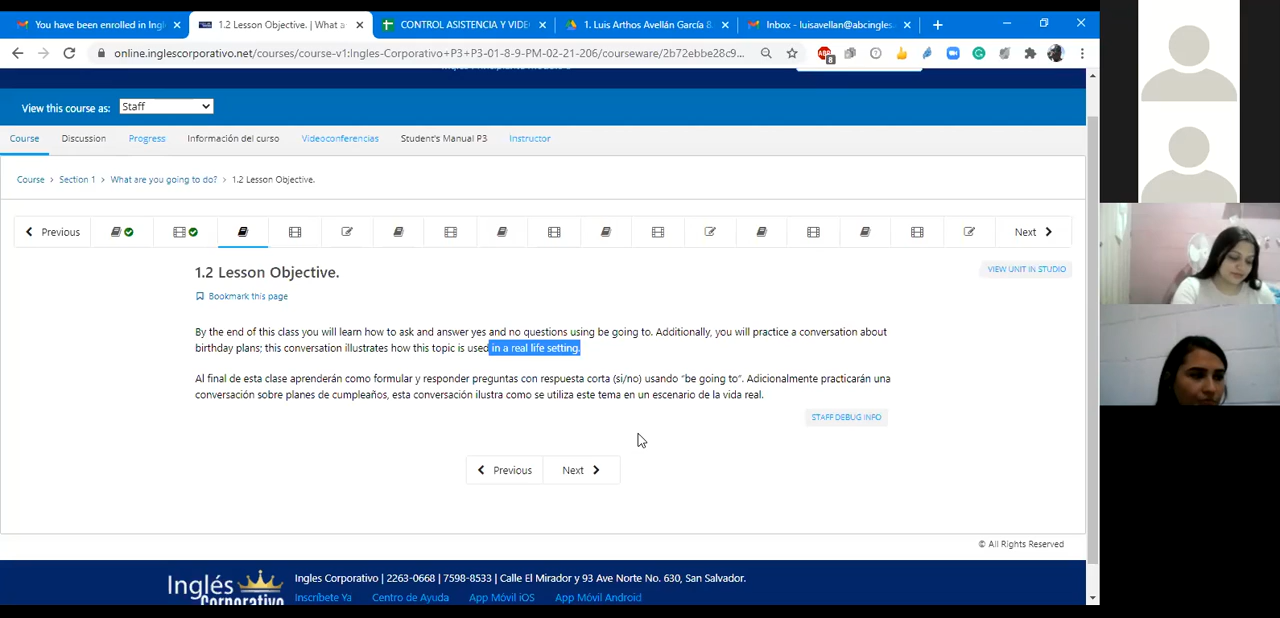 You have been enrolled in Ingl
1.2 Lesson Objective. | What a
CONTROL ASISTENCIA Y VIDE
1. Luis Arthos Avellán García 8
Inbox - luisavellan@abcingles.
online.inglescorporativo.net/courses/course-v1:Ingles-Corporativo+P3+P3-01-8-9-PM-02-21-206/courseware/2b72ebbe28c9...
8
View this course as: Staff
Course Discussion Progress Información del curso Videoconferencias Student's Manual P3 Instructor
Course > Section 1 > What are you going to do? > 1.2 Lesson Objective.
Previous Next
1.2 Lesson Objective.
VIEW UNIT IN STUDIO
Bookmark this page
By the end of this class you will learn how to ask and answer yes and no questions using be going to. Additionally, you will practice a conversation about
birthday plans; this conversation illustrates how this topic is used in a real life setting.
Al final de esta clase aprenderán como formular y responder preguntas con respuesta corta (si/no) usando “be going to”. Adicionalmente practicarán una
conversación sobre planes de cumpleaños, esta conversación ilustra como se utiliza este tema en un escenario de la vida real.
STAFF DEBUG INFO
Previous Next
© All Rights Reserved
Inglés
Corporativo
Ingles Corporativo | 2263-0668 | 7598-8533 | Calle El Mirador y 93 Ave Norte No. 630, San Salvador.
Inscríbete Ya Centro de Ayuda App Móvil iOS App Móvil Android